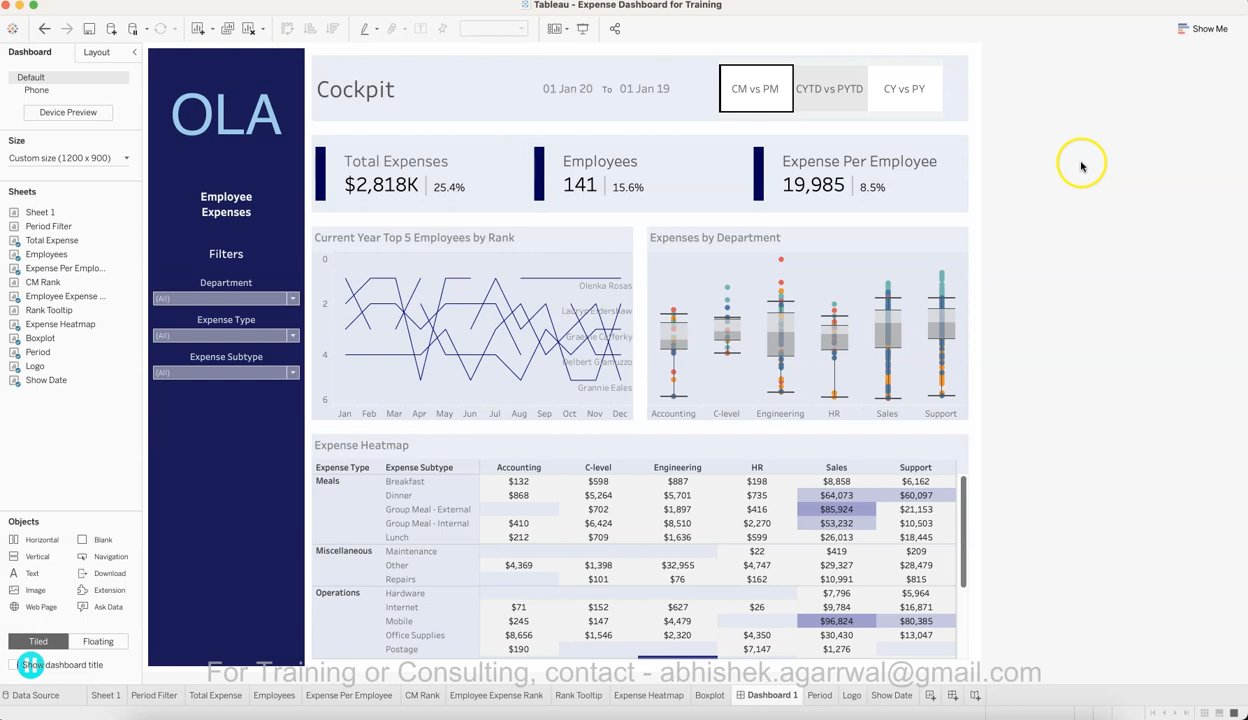 Tableau - Expense Dashboard for Training
Show Me
Dashboard
Layout
Default
Phone
Device Preview
Size
Custom size (1200 x 900)
Sheets
Sheet 1
Period Filter
Total Expense
Employees
Expense Per Emplo...
CM Rank
Employee Expense ...
Rank Tooltip
Expense Heatmap
Boxplot
Period
Logo
Show Date
Objects
Horizontal Blank
Vertical Navigation
Text Download
Image Extension
Web Page Ask Data
Tiled Floating
Show dashboard title
OLA
Employee
Expenses
Filters
Department
(All)
Expense Type
(All)
Expense Subtype
(All)
Cockpit
01 Jan 20 To 01 Jan 19
CM vs PM CYTD vs PYTD CY vs PY
Total Expenses
$2,818K 25.4%
Employees
141 15.6%
Expense Per Employee
19,985 8.5%
Current Year Top 5 Employees by Rank
0
2
4
6
Olenka Rosas
Grannie Eales
Jan Feb Mar Apr May Jun Jul Aug Sep Oct Nov Dec
Expenses by Department
Accounting C-level Engineering HR Sales Support
Expense Heatmap
Expense Type Expense Subtype Accounting C-level Engineering HR Sales Support
Meals Breakfast $132 $598 $887 $198 $8,858 $6,162
Dinner $868 $5,264 $5,701 $735 $64,073 $60,097
Group Meal - External $702 $1,897 $416 $85,924 $21,153
Group Meal - Internal $410 $6,424 $8,510 $2,270 $53,232 $10,503
Lunch $212 $709 $1,636 $599 $26,013 $18,445
Miscellaneous Maintenance $22 $419 $209
Other $4,369 $1,398 $32,955 $4,747 $29,327 $28,479
Repairs $101 $76 $162 $10,991 $815
Operations Hardware $7,796 $5,964
Internet $71 $152 $627 $26 $9,784 $16,871
Mobile $245 $147 $4,479 $96,824 $80,385
Office Supplies $8,656 $1,546 $2,320 $4,350 $30,430 $13,047
Postage $190 $7,147 $1,276
For Training or Consulting, contact - abhishek.agarrwal@gmail.com
Data Source Sheet 1 Period Filter Total Expense Employees Expense Per Employee CM Rank Employee Expense Rank Rank Tooltip Expense Heatmap Boxplot Dashboard 1 Period Logo Show Date